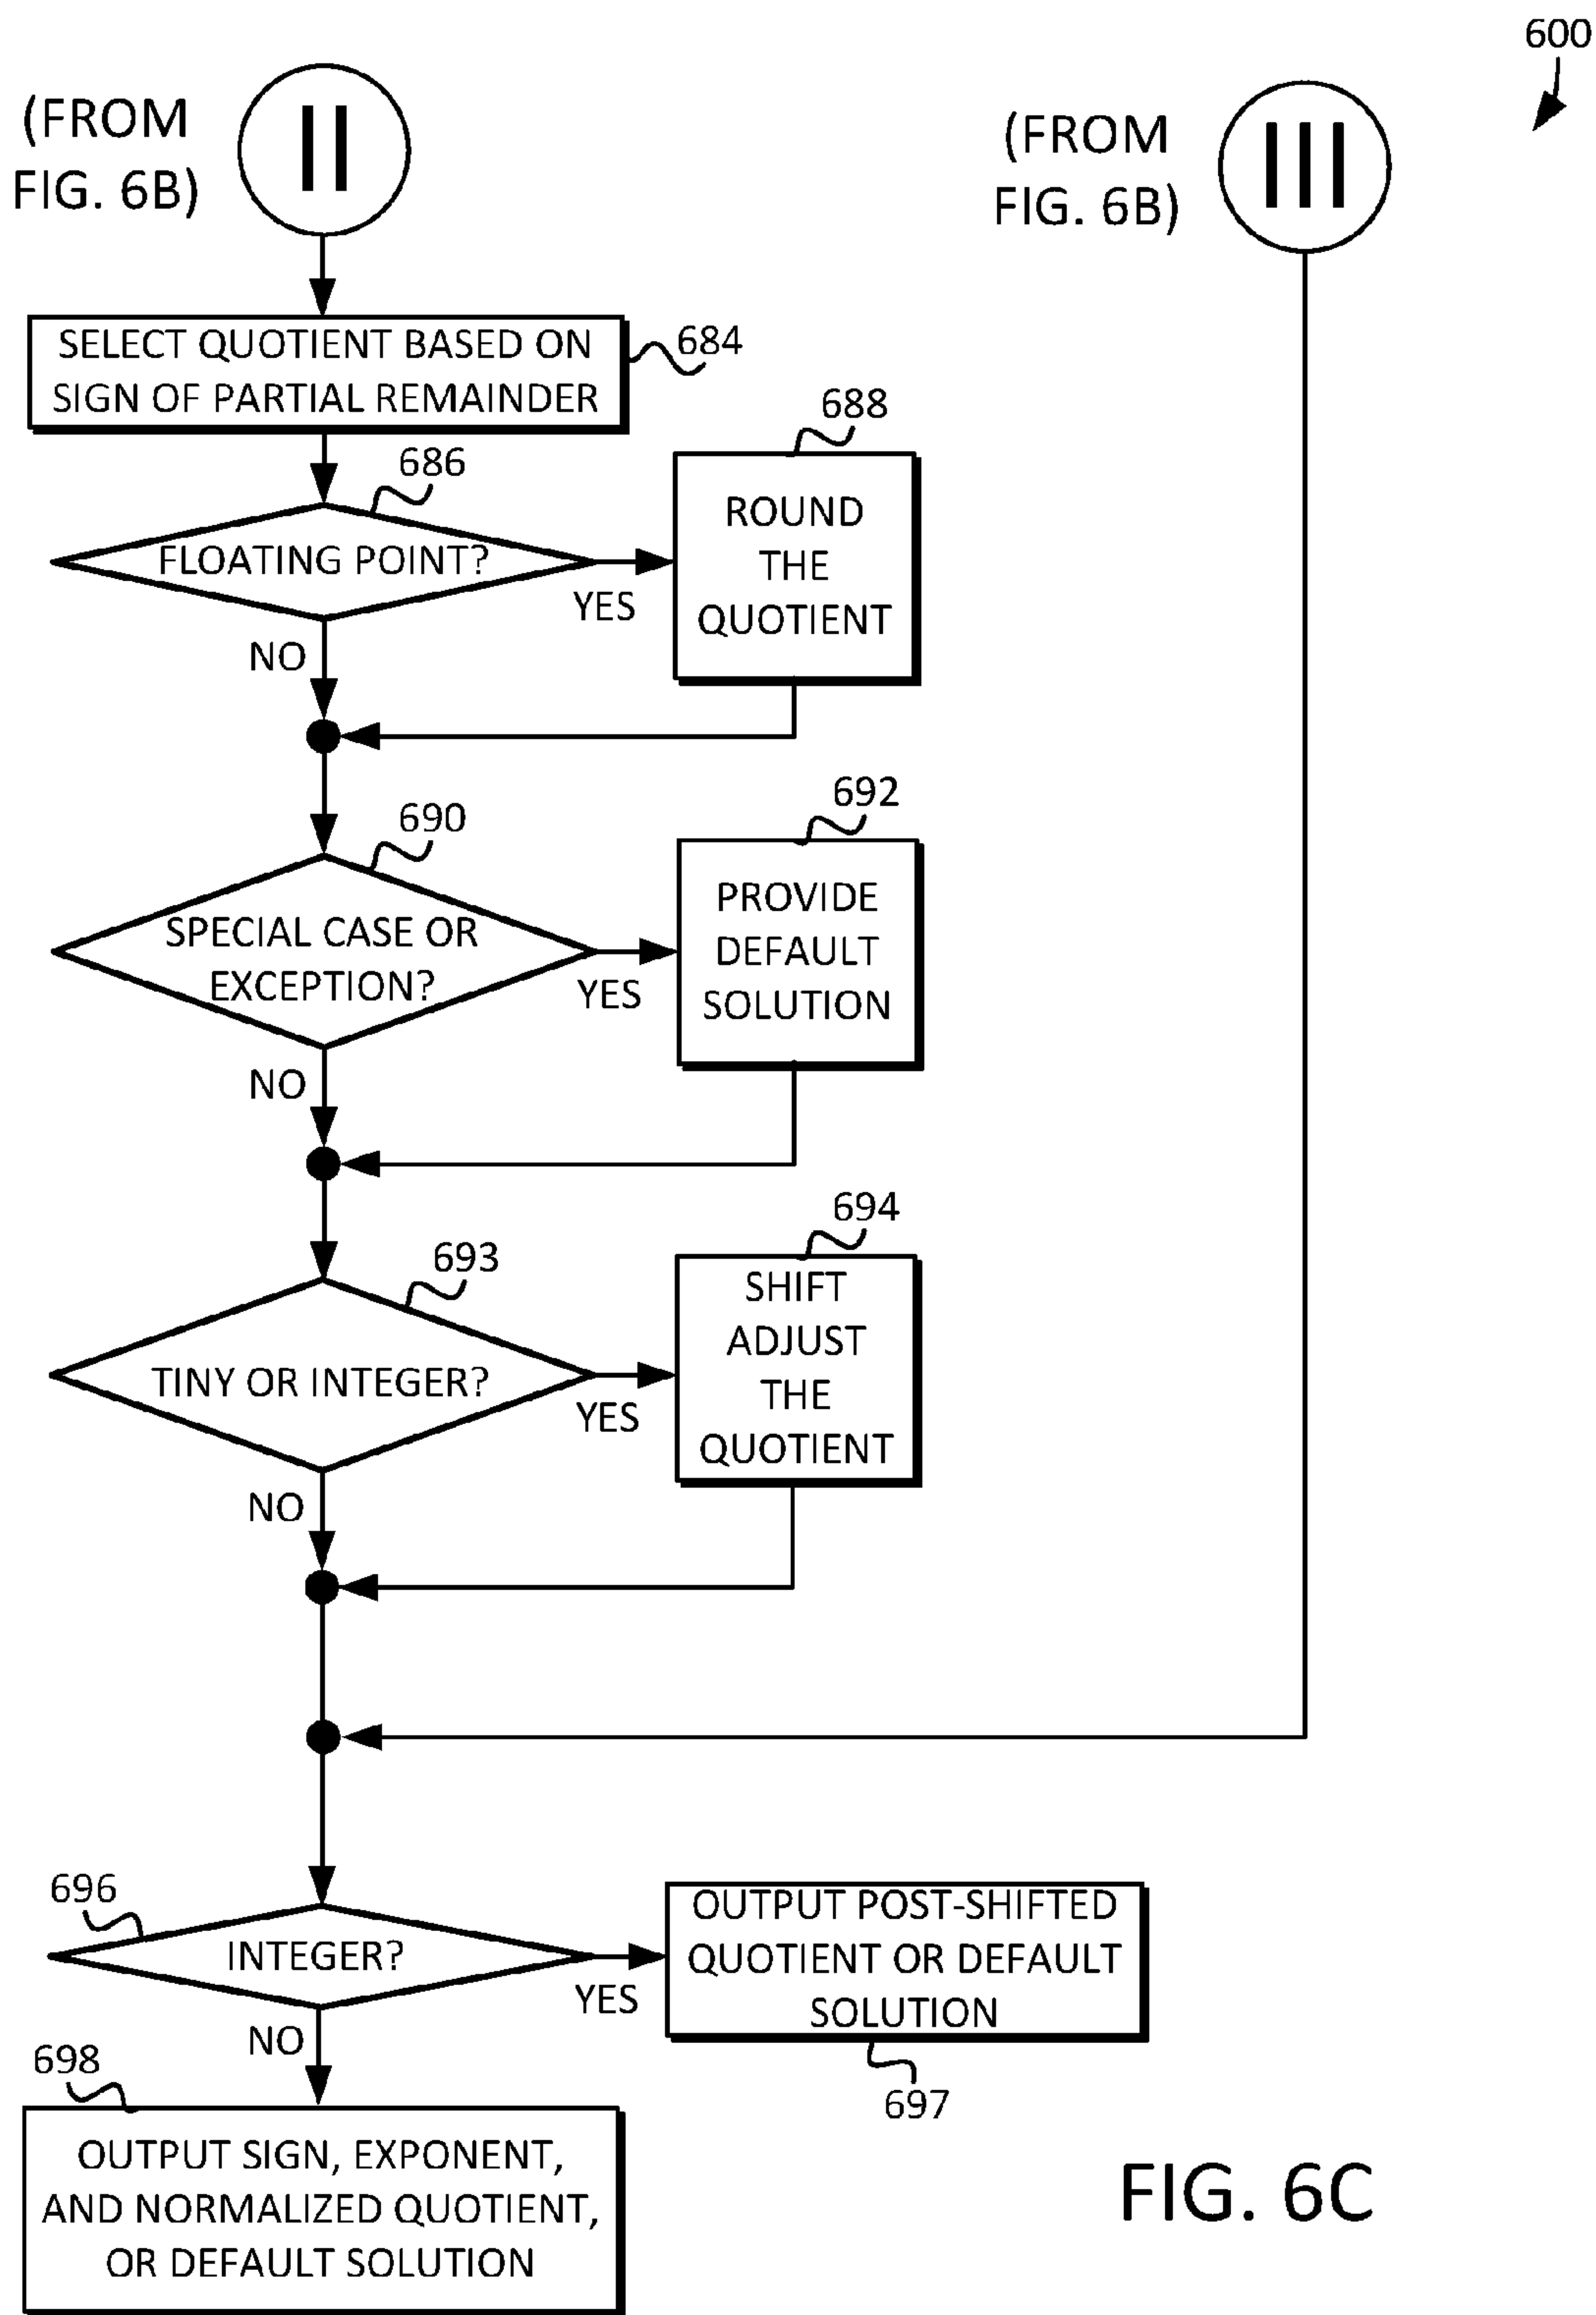 600
(FROM
FIG. 6B)
II
(FROM
FIG. 6B)
III
SELECT QUOTIENT BASED ON
SIGN OF PARTIAL REMAINDER
684
686
FLOATING POINT?
YES
NO
688
ROUND
THE
QUOTIENT
690
SPECIAL CASE OR
EXCEPTION?
YES
NO
692
PROVIDE
DEFAULT
SOLUTION
693
TINY OR INTEGER?
YES
NO
694
SHIFT
ADJUST
THE
QUOTIENT
696
INTEGER?
YES
NO
OUTPUT POST-SHIFTED
QUOTIENT OR DEFAULT
SOLUTION
697
698
OUTPUT SIGN, EXPONENT,
AND NORMALIZED QUOTIENT,
OR DEFAULT SOLUTION
FIG. 6C